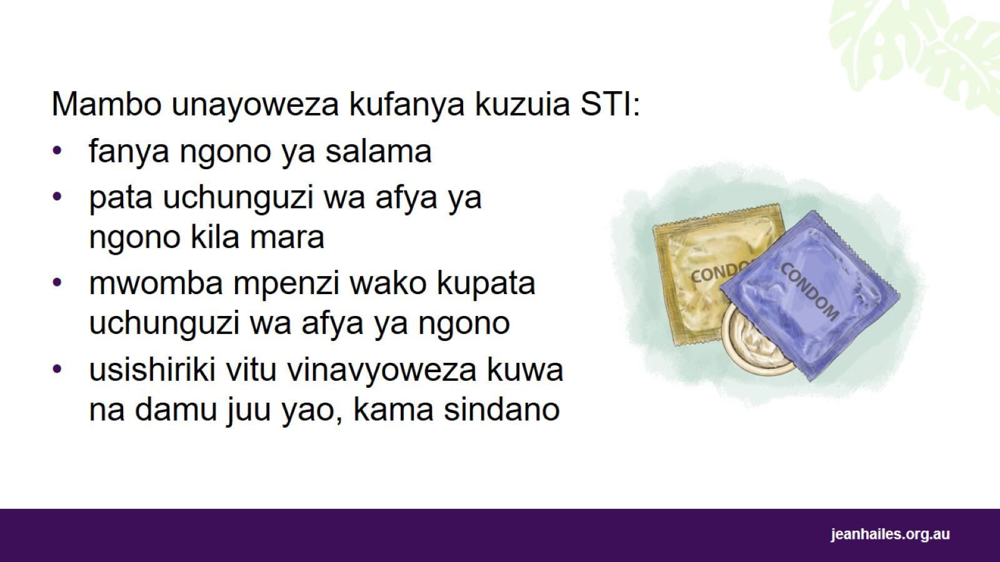 Mambo unayoweza kufanya kuzuia STI:
• fanya ngono ya salama
• pata uchunguzi wa afya ya
ngono kila mara
• mwomba mpenzi wako kupata
uchunguzi wa afya ya ngono
• usishiriki vitu vinavyoweza kuwa
na damu juu yao, kama sindano
CONDO
CONDOM
jeanhailes.org.au